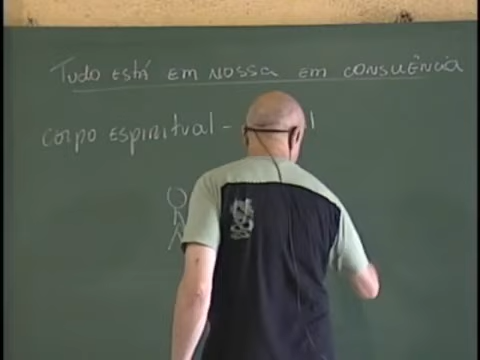 Tudo está em nossa em consciência
corpo espiritual -